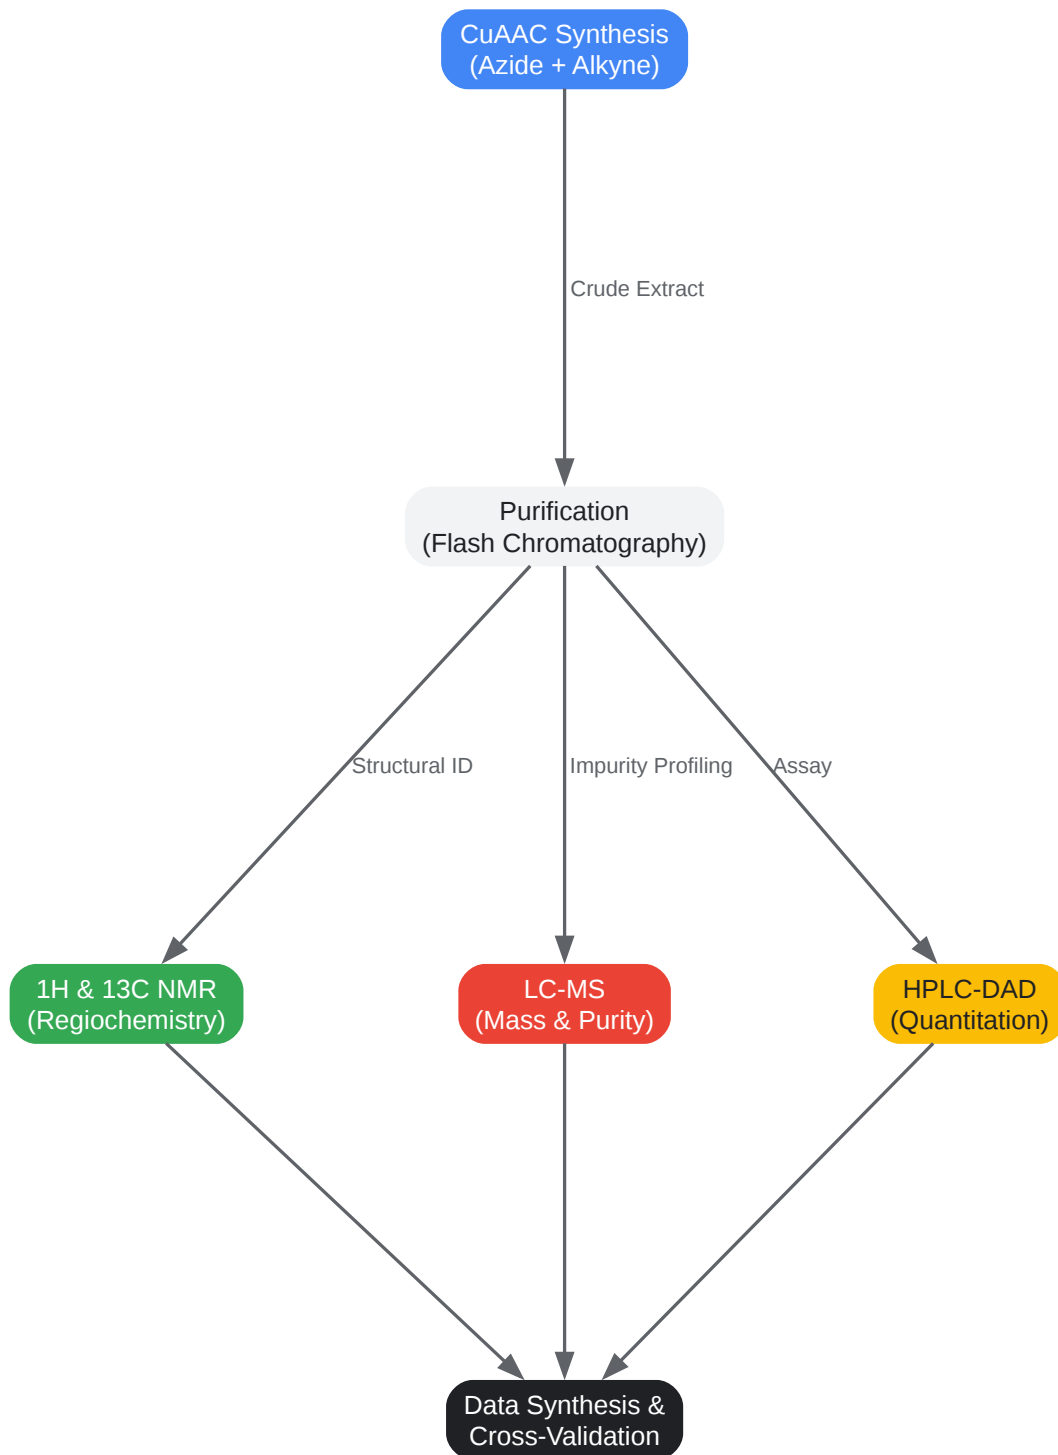 CuAAC Synthesis
(Azide + Alkyne)
Crude Extract
Purification
(Flash Chromatography)
Structural ID
Impurity Profiling
Assay
1H & 13C NMR
(Regiochemistry)
LC-MS
(Mass & Purity)
HPLC-DAD
(Quantitation)
Data Synthesis &
Cross-Validation